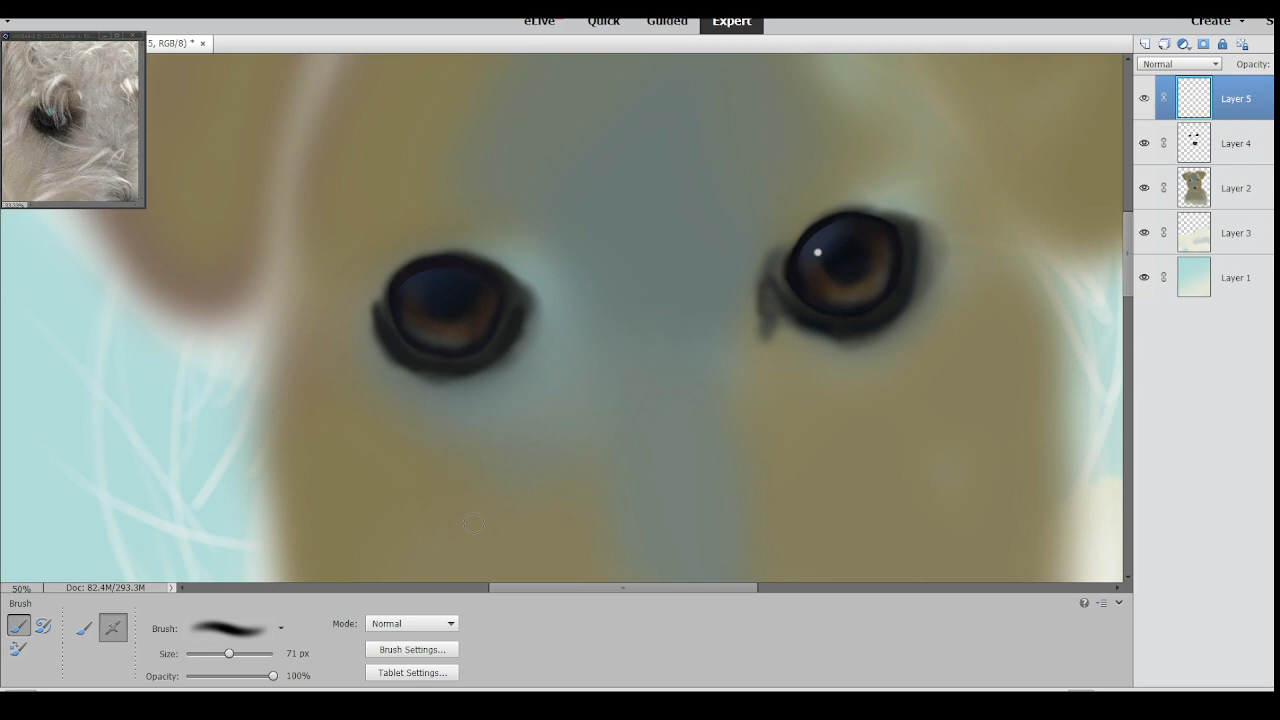 eLive Quick Guided Expert Create
5, RGB/8) * ×
Normal Opacity:
Layer 5
Layer 4
Layer 2
Layer 3
Layer 1
33.33%
50% Doc: 82.4M/293.3M
Brush
Brush: Mode: Normal
Size: 71 px Brush Settings...
Opacity: 100% Tablet Settings...